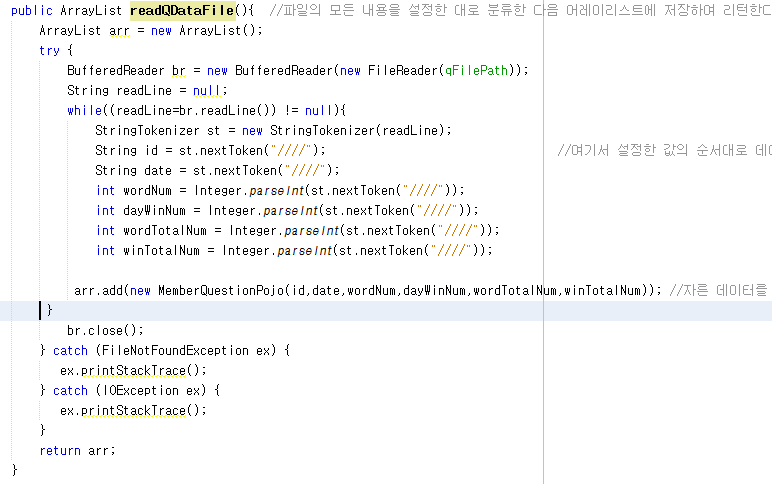 public ArrayList readQDataFile(){  //파일의 모든 내용을 설정한 대로 분류한 다음 어레이리스트에 저장하여 리턴한다
    ArrayList arr = new ArrayList();
    try {
        BufferedReader br = new BufferedReader(new FileReader(qFilePath));
        String readLine = null;
        while((readLine=br.readLine()) != null){
            StringTokenizer st = new StringTokenizer(readLine);
            String id = st.nextToken("////");                                 //여기서 설정한 값의 순서대로 데이
            String date = st.nextToken("////");
            int wordNum = Integer.parseInt(st.nextToken("////"));
            int dayWinNum = Integer.parseInt(st.nextToken("////"));
            int wordTotalNum = Integer.parseInt(st.nextToken("////"));
            int winTotalNum = Integer.parseInt(st.nextToken("////"));

         arr.add(new MemberQuestionPojo(id,date,wordNum,dayWinNum,wordTotalNum,winTotalNum)); //자른 데이터를
     }
        br.close();
    } catch (FileNotFoundException ex) {
       ex.printStackTrace();
    } catch (IOException ex) {
       ex.printStackTrace();
    }
    return arr;
}